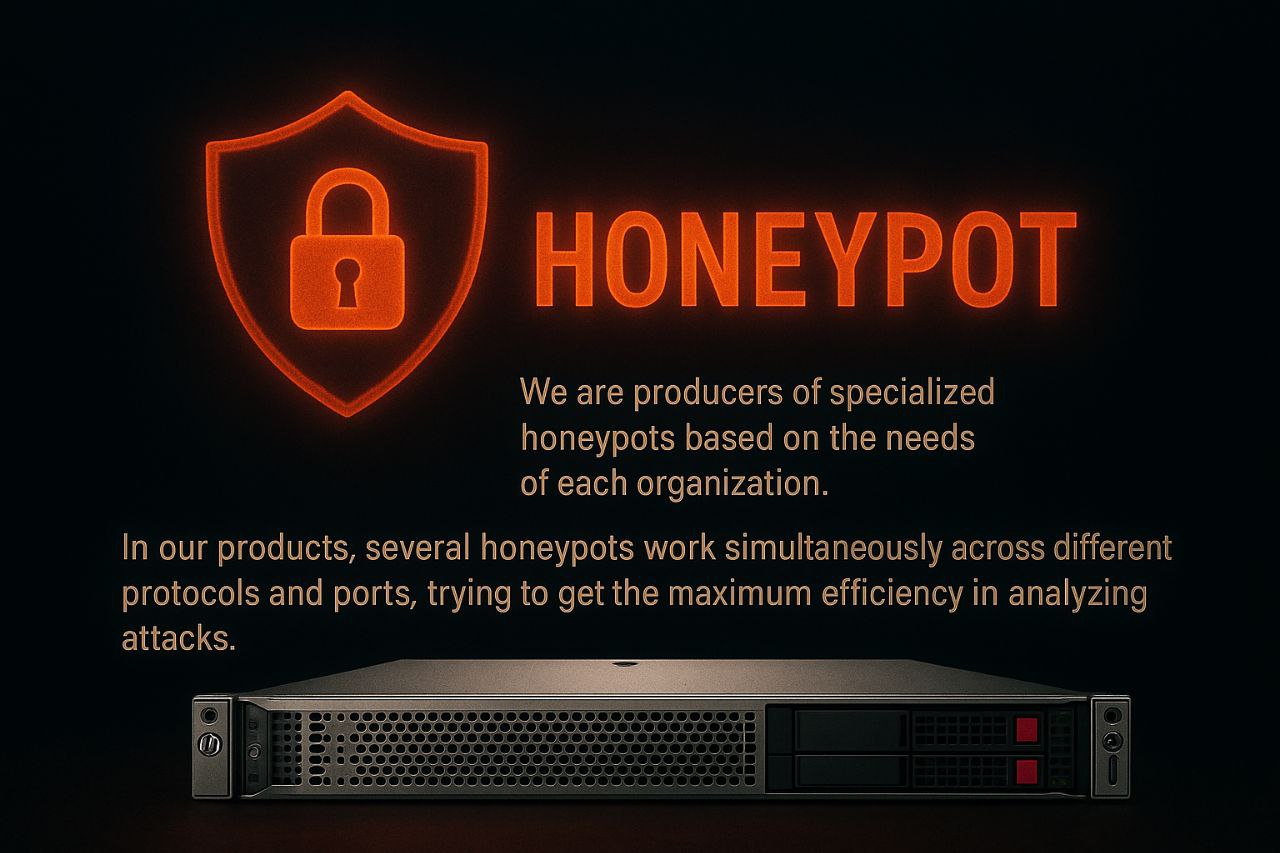 HONEYPOT
We are producers of specialized
honeypots based on the needs
of each organization.
In our products, several honeypots work simultaneously across different
protocols and ports, trying to get the maximum efficiency in analyzing
attacks.